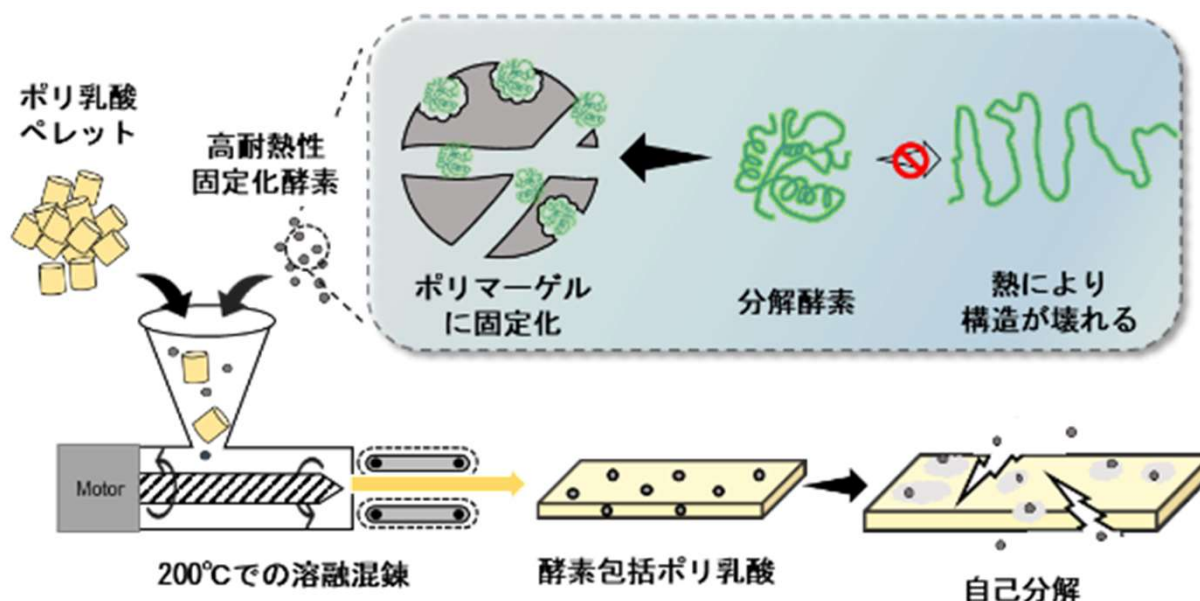 ポリ乳酸
ペレット
高耐熱性
固定化酵素
ポリマーゲル
に固定化
分解酵素
熱により
構造が壊れる
Motor
200℃での溶融混錬
酵素包括ポリ乳酸
自己分解